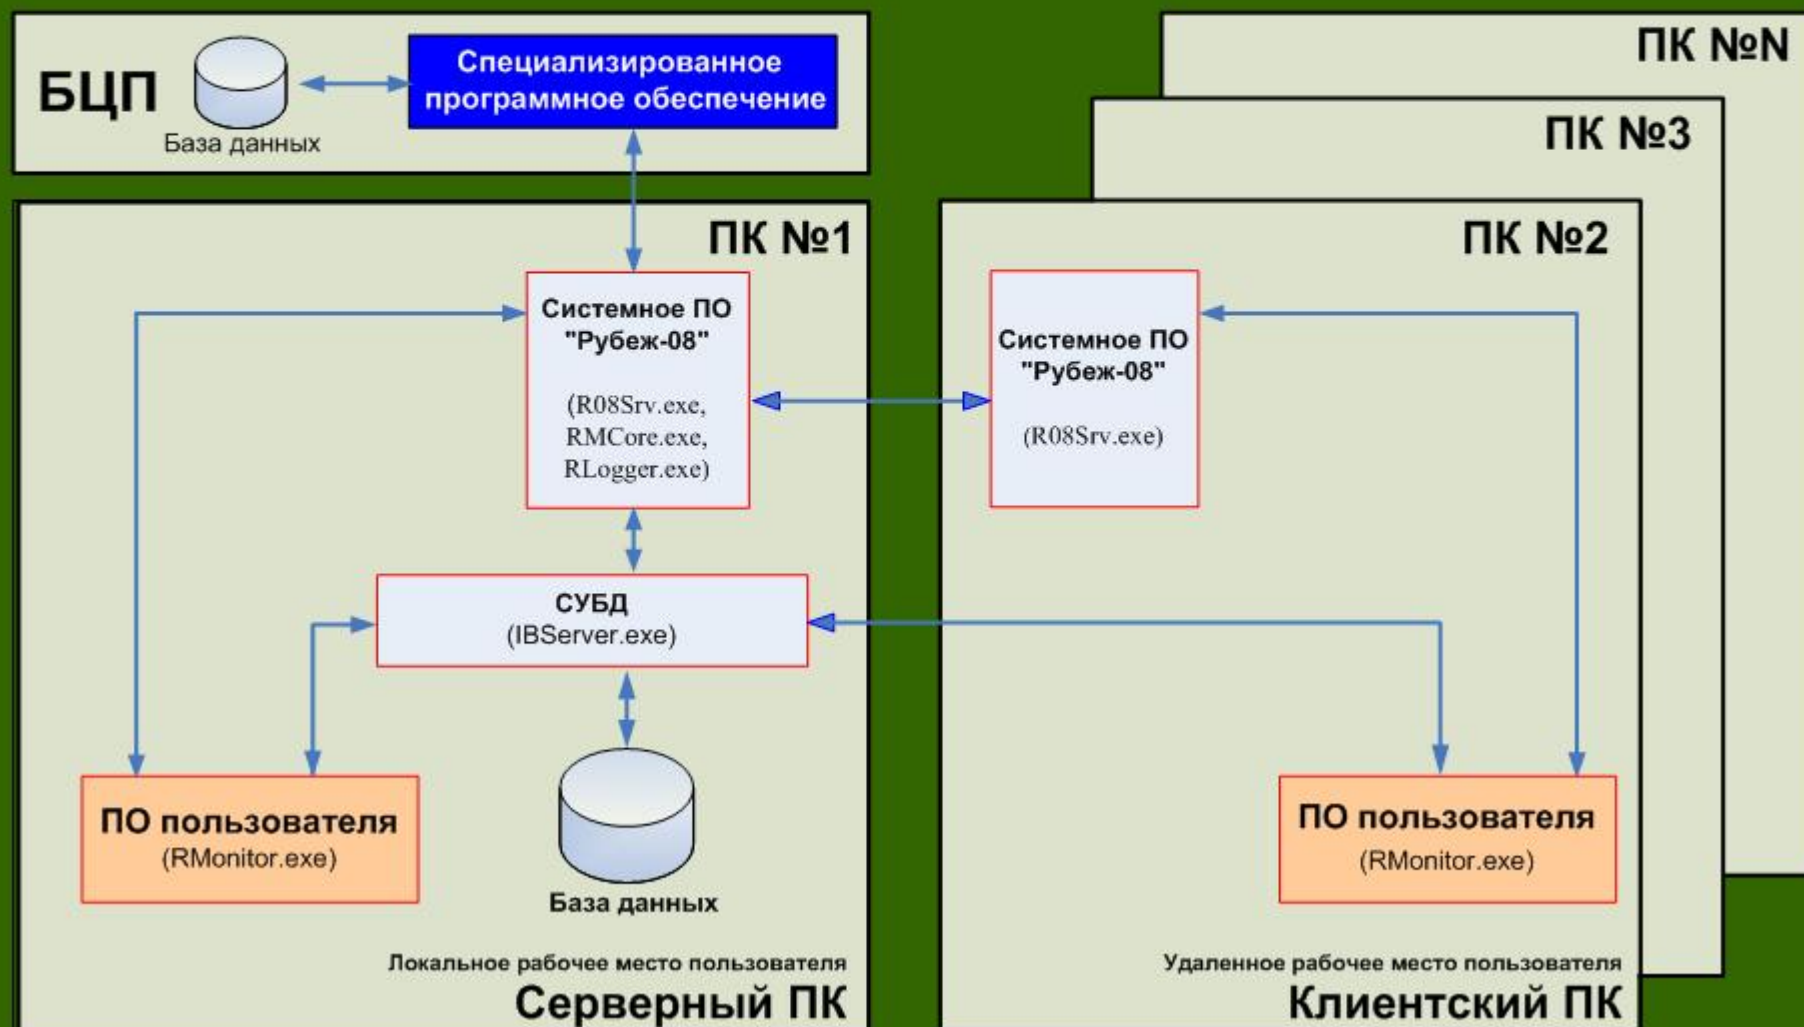 БЦП
База данных
Специализированное
программное обеспечение
ПК №N
ПК №3
ПК №1
Системное ПО
"Рубеж-08"
(R08Srv.exe,
RMCore.exe,
RLogger.exe)
СУБД
(IBServer.exe)
ПО пользователя
(RMonitor.exe)
База данных
Локальное рабочее место пользователя
Серверный ПК
ПК №2
Системное ПО
"Рубеж-08"
(R08Srv.exe)
ПО пользователя
(RMonitor.exe)
Удаленное рабочее место пользователя
Клиентский ПК